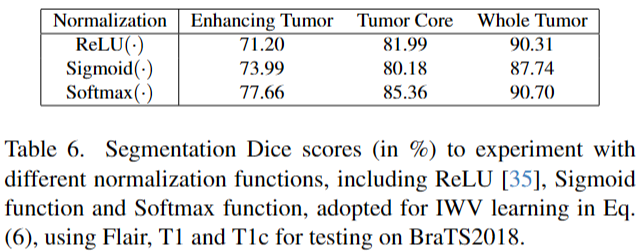 Normalization Enhancing Tumor Tumor Core Whole Tumor
ReLU(·) 71.20 81.99 90.31
Sigmoid(·) 73.99 80.18 87.74
Softmax(·) 77.66 85.36 90.70
Table 6. Segmentation Dice scores (in %) to experiment with
different normalization functions, including ReLU [35], Sigmoid
function and Softmax function, adopted for IWV learning in Eq.
(6), using Flair, T1 and T1c for testing on BraTS2018.